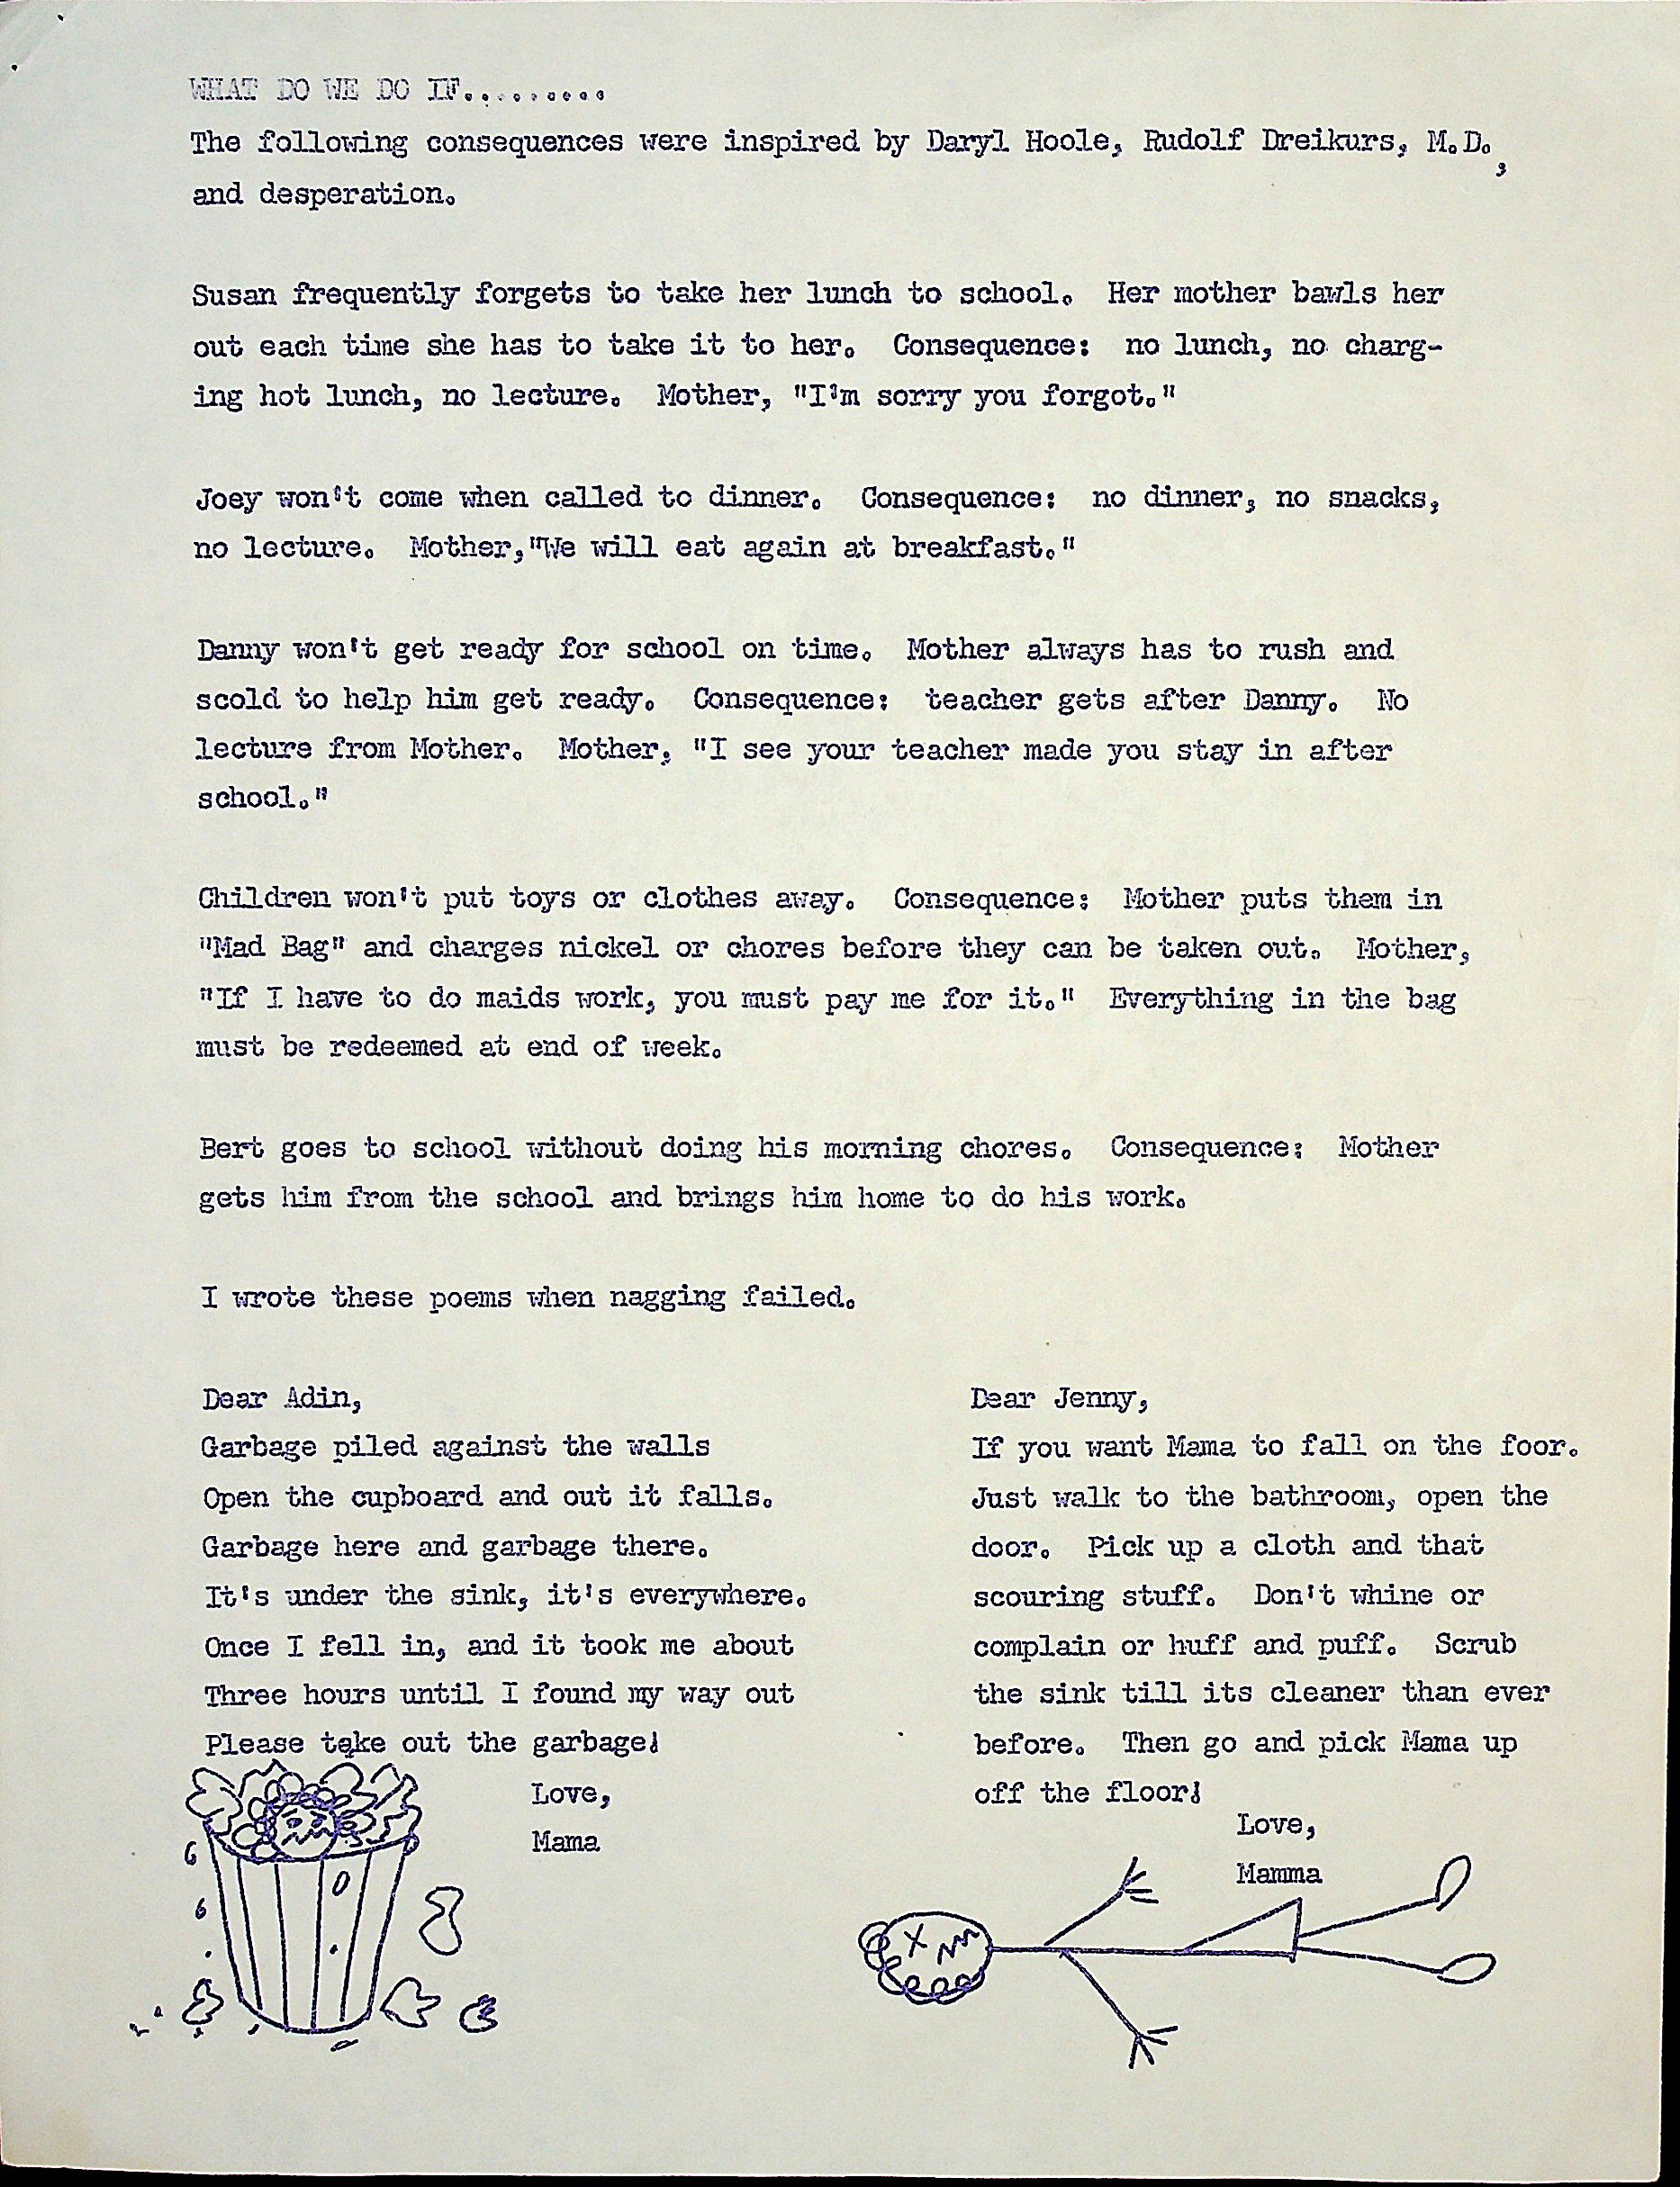 WHAT DO WE DO IF..........
The following consequences were inspired by Daryl Hoole, Rudolf Dreikurs, M.D.,
and desperation.
Susan frequently forgets to take her lunch to school.  Her mother bawls her
out each time she has to take it to her.  Consequence:  no lunch, no charg-
ing hot lunch, no lecture.  Mother, "I'm sorry you forgot."
Joey won't come when called to dinner.  Consequence:  no dinner, no snacks,
no lecture.  Mother,"We will eat again at breakfast."
Danny won't get ready for school on time.  Mother always has to rush and
scold to help him get ready.  Consequence:  teacher gets after Danny.  No
lecture from Mother.  Mother, "I see your teacher made you stay in after
school."
Children won't put toys or clothes away.  Consequence:  Mother puts them in
"Mad Bag" and charges nickel or chores before they can be taken out.  Mother,
"If I have to do maids work, you must pay me for it."  Everything in the bag
must be redeemed at end of week.
Bert goes to school without doing his morning chores.  Consequence:  Mother
gets him from the school and brings him home to do his work.
I wrote these poems when nagging failed.
Dear Adin,
Garbage piled against the walls
Open the cupboard and out it falls.
Garbage here and garbage there.
It's under the sink, it's everywhere.
Once I fell in, and it took me about
Three hours until I found my way out
Please take out the garbage!
Love,
Mama
Dear Jenny,
If you want Mama to fall on the foor.
Just walk to the bathroom, open the
door.  Pick up a cloth and that
scouring stuff.  Don't whine or
complain or huff and puff.  Scrub
the sink till its cleaner than ever
before.  Then go and pick Mama up
off the floor!
Love,
Mamma